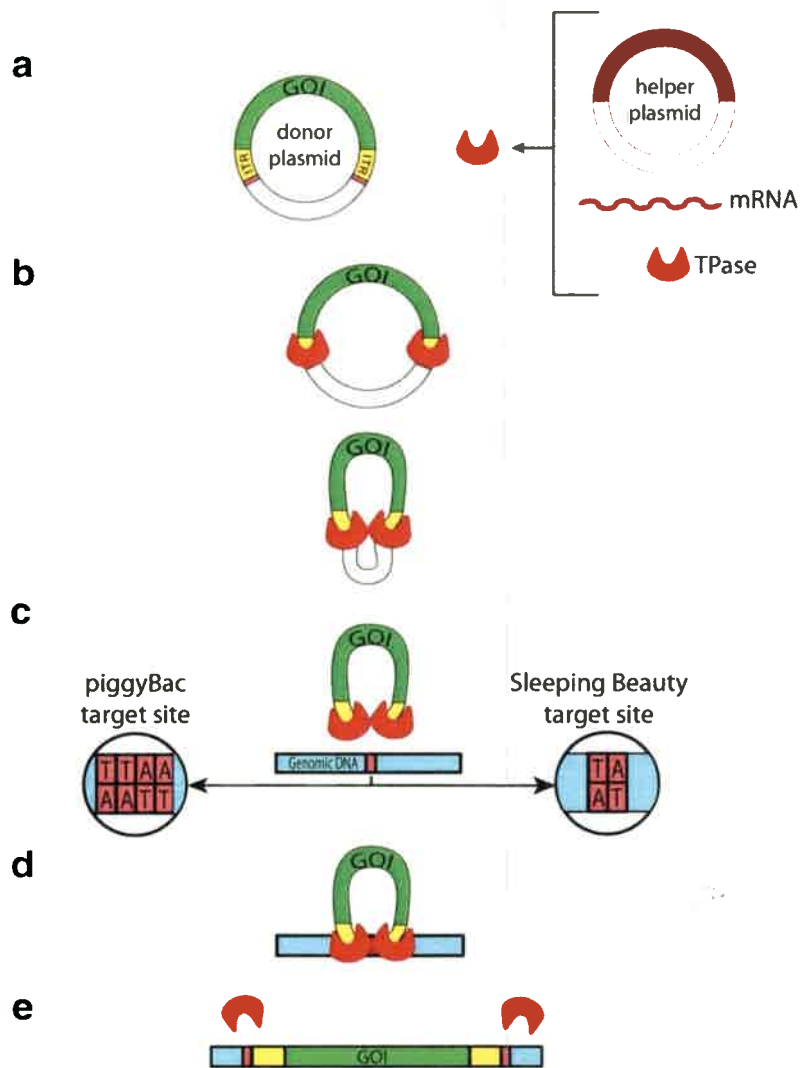 a
GOI
donor
plasmid
ITR
ITR
helper
plasmid
mRNA
TPase
b
GOI
GOI
c
GOI
piggyBac
target site
Sleeping Beauty
target site
Genomic DNA
TTAA
AATT
TA
AT
d
GOI
e
GOI